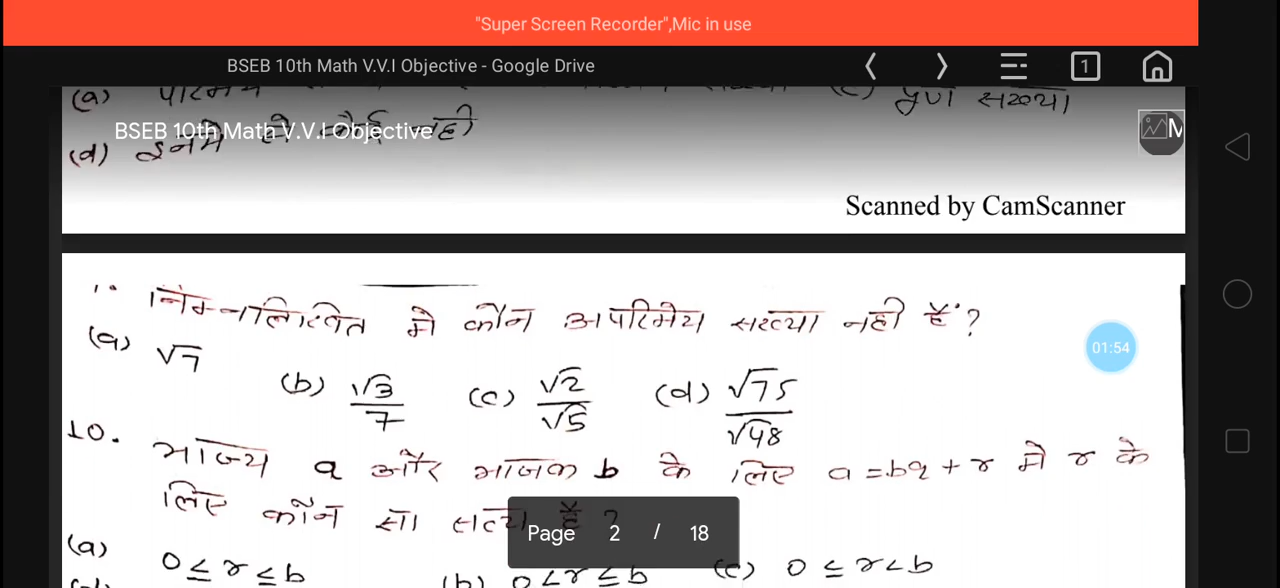 "Super Screen Recorder",Mic in use
BSEB 10th Math V.V.I Objective - Google Drive
1
(a) (c) पूर्ण संख्या
BSEB 10th Math V.V.I Objective
M
(d) इनमें से कोई नहीं
Scanned by CamScanner
निम्नलिखित में कौन अपरिमेय संख्या नहीं है ?
01:54
(a) √7 (b) √3/7 (c) √2/√5 (d) √75/√48
10. भाज्य a और भाजक b के लिए a = bq + r में r के
लिए कौन सा सत्य है ?
Page 2 / 18
(a) 0 ≤ r ≤ b (b) 0 < r ≤ b (c) 0 ≤ r < b